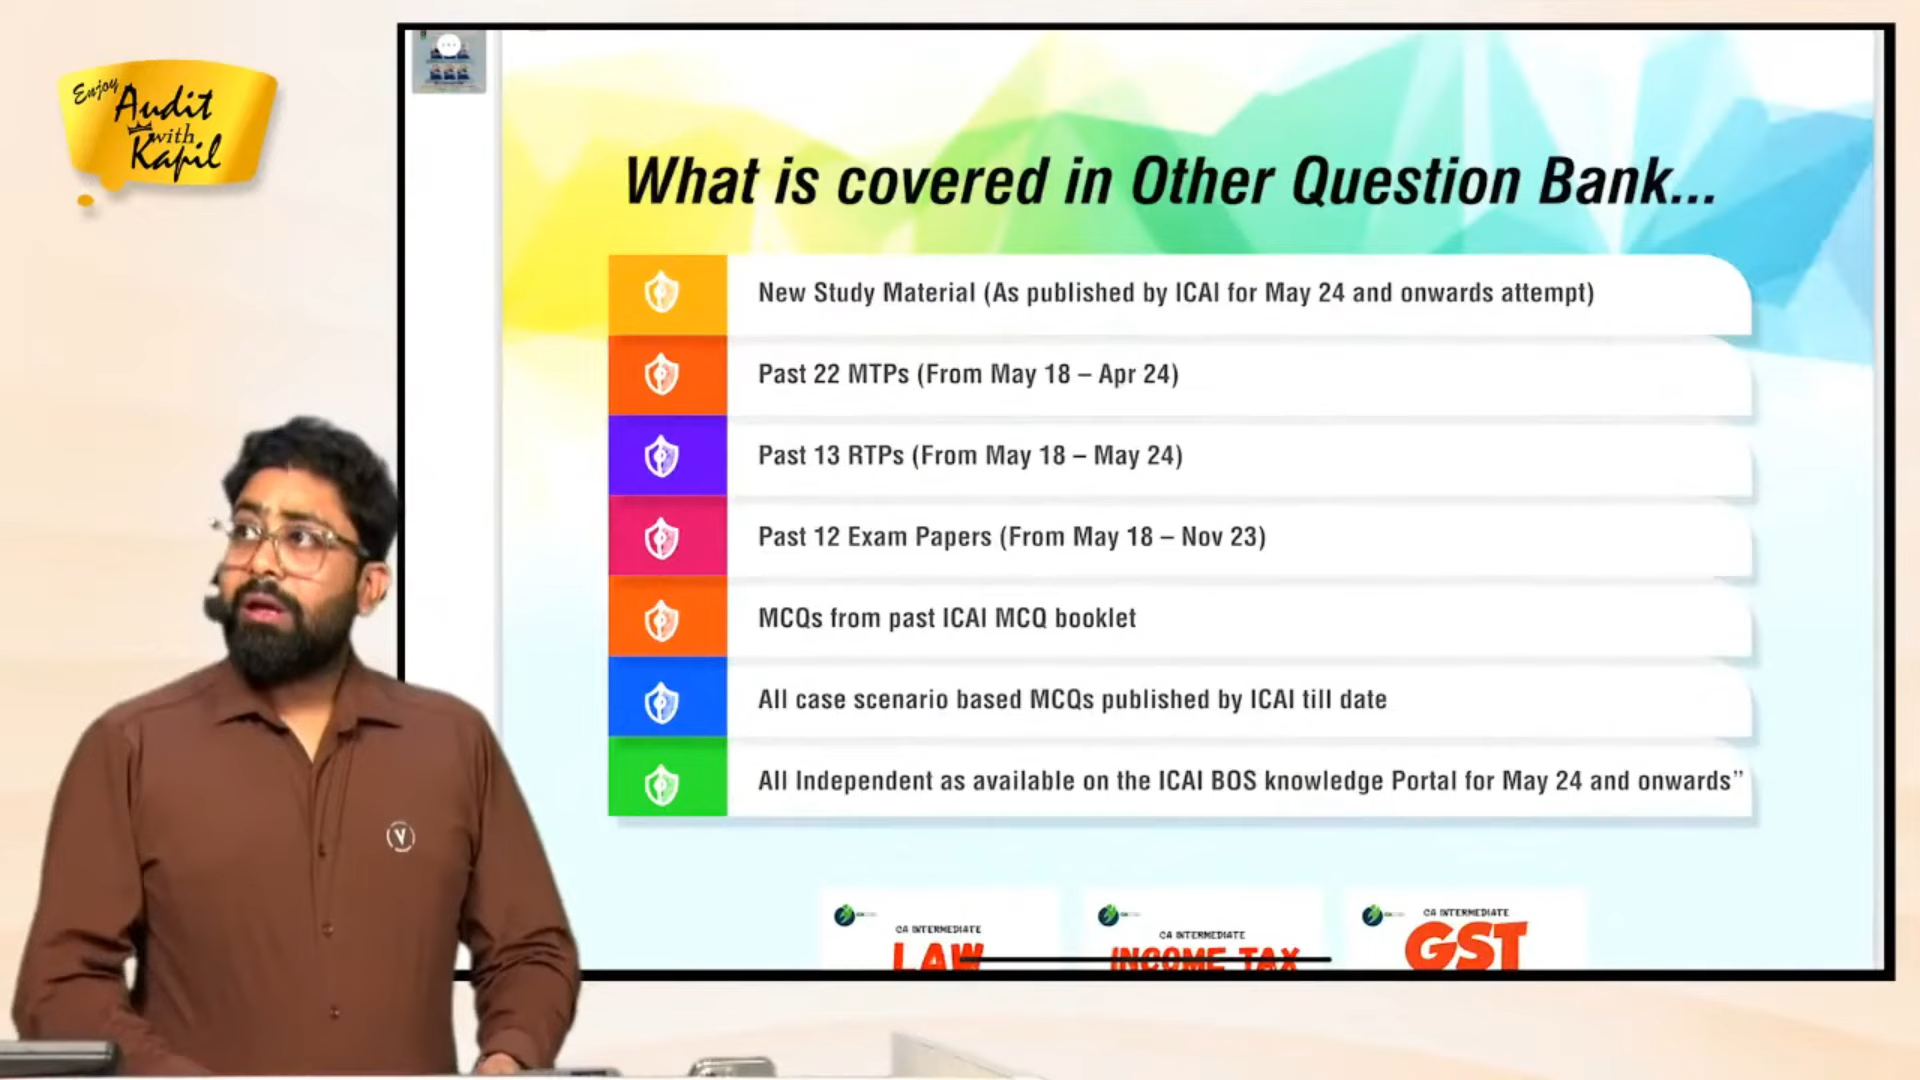 Enjoy
Audit
with
Kapil
What is covered in Other Question Bank...
New Study Material (As published by ICAI for May 24 and onwards attempt)
Past 22 MTPs (From May 18 – Apr 24)
Past 13 RTPs (From May 18 – May 24)
Past 12 Exam Papers (From May 18 – Nov 23)
MCQs from past ICAI MCQ booklet
All case scenario based MCQs published by ICAI till date
All Independent as available on the ICAI BOS knowledge Portal for May 24 and onwards”
V
CA INTERMEDIATE
LAW
CA INTERMEDIATE
INCOME TAX
CA INTERMEDIATE
GST